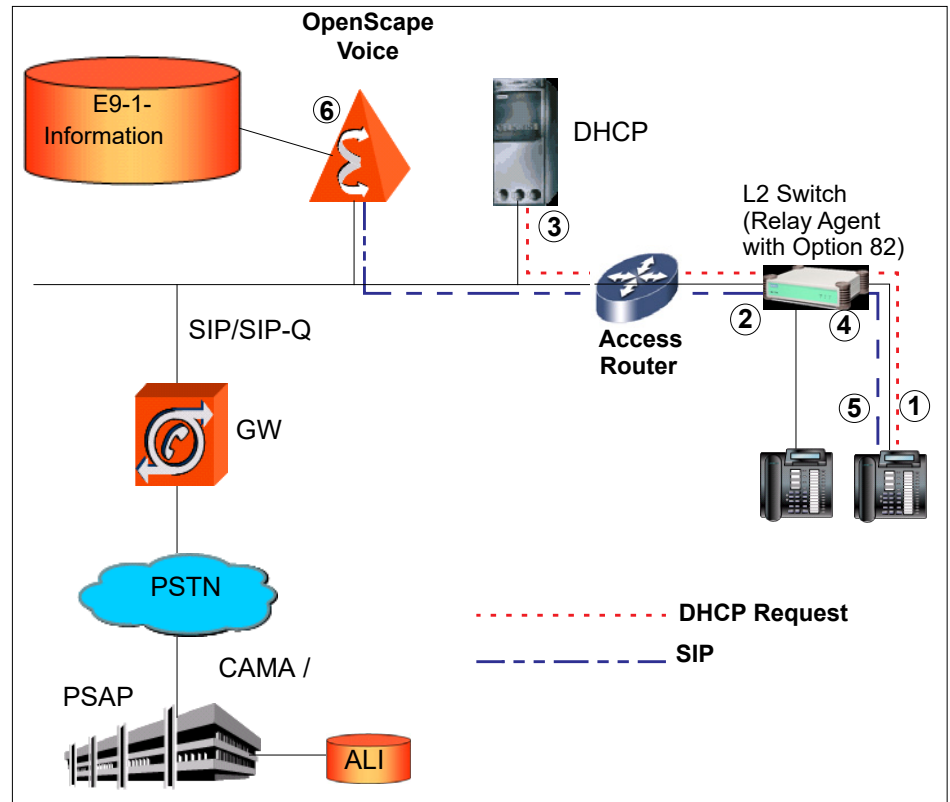 OpenScape
Voice
E9-1-
Information
6
DHCP
3
L2 Switch
(Relay Agent
with Option 82)
2
4
Access
Router
SIP/SIP-Q
5
1
GW
PSTN
DHCP Request
SIP
CAMA /
PSAP
ALI